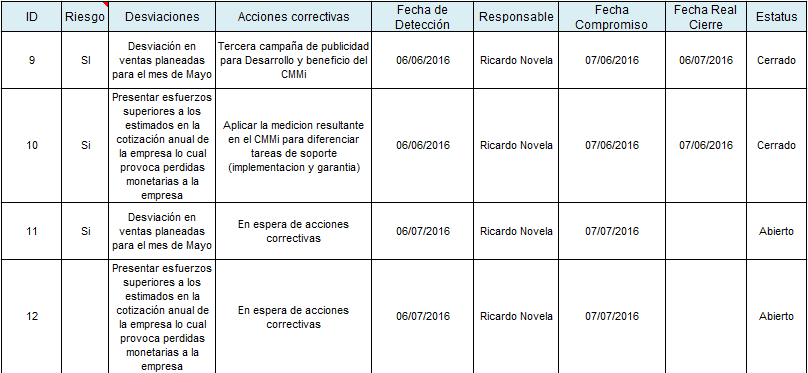 ID Riesgo Desviaciones Acciones correctivas Fecha de Detección Responsable Fecha Compromiso Fecha Real Cierre Estatus
9 SI Desviación en ventas planeadas para el mes de Mayo Tercera campaña de publicidad para Desarrollo y beneficio del CMMi 06/06/2016 Ricardo Novela 07/06/2016 06/07/2016 Cerrado
10 Si Presentar esfuerzos superiores a los estimados en la cotización anual de la empresa lo cual provoca perdidas monetarias a la empresa Aplicar la medicion resultante en el CMMi para diferenciar tareas de soporte (implementacion y garantia) 06/06/2016 Ricardo Novela 07/06/2016 07/06/2016 Cerrado
11 Si Desviación en ventas planeadas para el mes de Mayo En espera de acciones correctivas 06/07/2016 Ricardo Novela 07/07/2016 Abierto
12 Presentar esfuerzos superiores a los estimados en la cotización anual de la empresa lo cual provoca perdidas monetarias a la empresa En espera de acciones correctivas 06/07/2016 Ricardo Novela 07/07/2016 Abierto